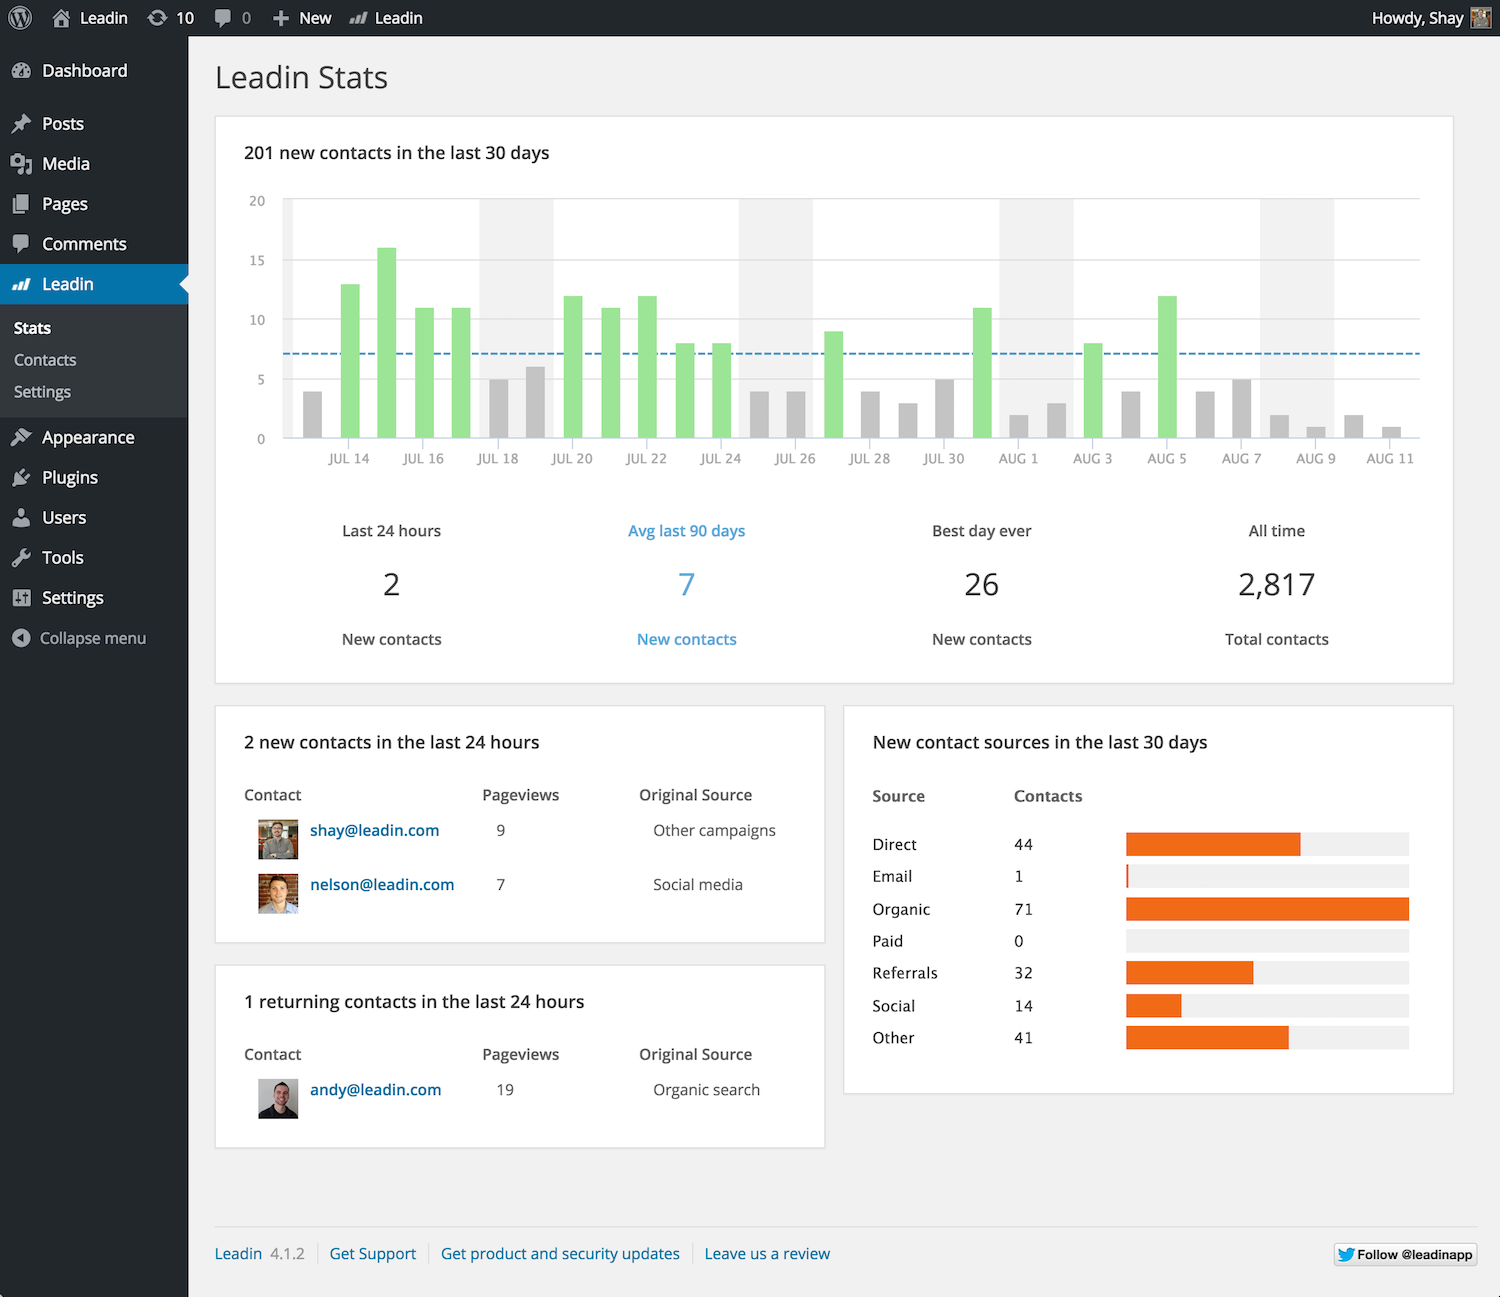 Leadin 10 0 New Leadin Howdy, Shay
Dashboard
Posts
Media
Pages
Comments
Leadin
Stats
Contacts
Settings
Appearance
Plugins
Users
Tools
Settings
Collapse menu
Leadin Stats
201 new contacts in the last 30 days
20
15
10
5
0
JUL 14 JUL 16 JUL 18 JUL 20 JUL 22 JUL 24 JUL 26 JUL 28 JUL 30 AUG 1 AUG 3 AUG 5 AUG 7 AUG 9 AUG 11
Last 24 hours Avg last 90 days Best day ever All time
2 7 26 2,817
New contacts New contacts New contacts Total contacts
2 new contacts in the last 24 hours
Contact Pageviews Original Source
shay@leadin.com 9 Other campaigns
nelson@leadin.com 7 Social media
1 returning contacts in the last 24 hours
Contact Pageviews Original Source
andy@leadin.com 19 Organic search
New contact sources in the last 30 days
Source Contacts
Direct 44
Email 1
Organic 71
Paid 0
Referrals 32
Social 14
Other 41
Leadin 4.1.2 Get Support Get product and security updates Leave us a review Follow @leadinapp